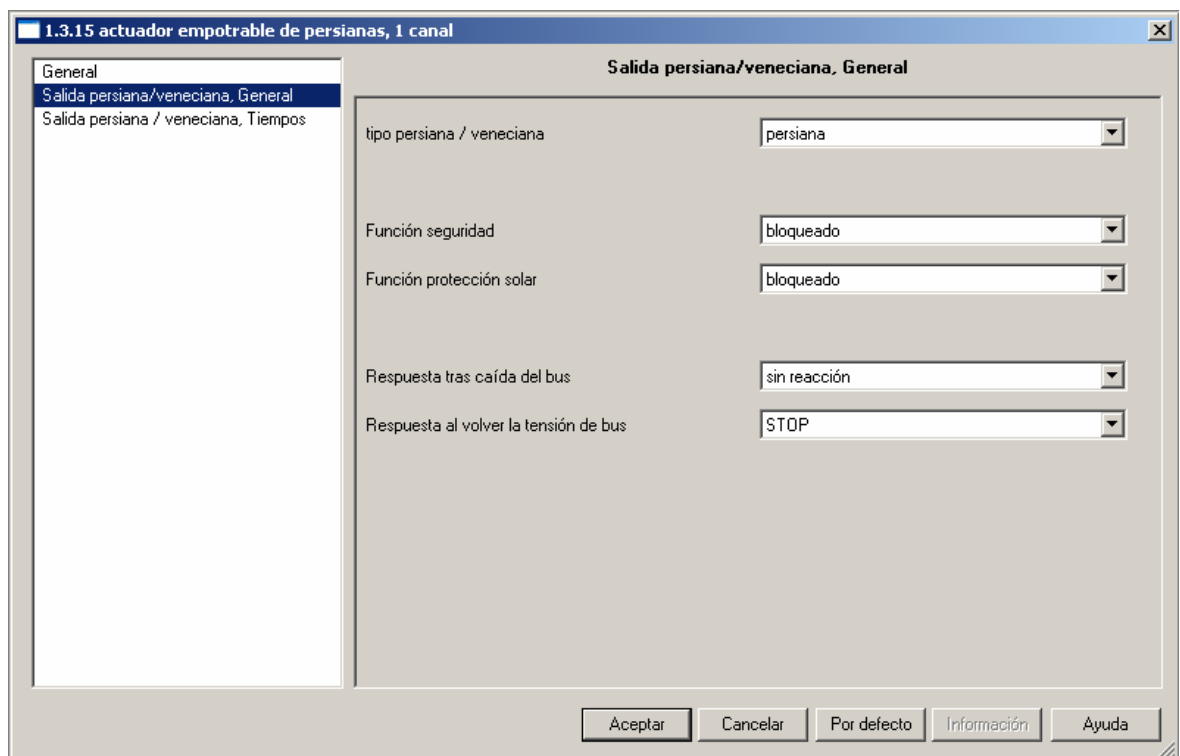 1.3.15 actuador empotrable de persianas, 1 canal
General
Salida persiana/veneciana, General
Salida persiana / veneciana, Tiempos
Salida persiana/veneciana, General
tipo persiana / veneciana persiana
Función seguridad bloqueado
Función protección solar bloqueado
Respuesta tras caída del bus sin reacción
Respuesta al volver la tensión de bus STOP
Aceptar Cancelar Por defecto Información Ayuda